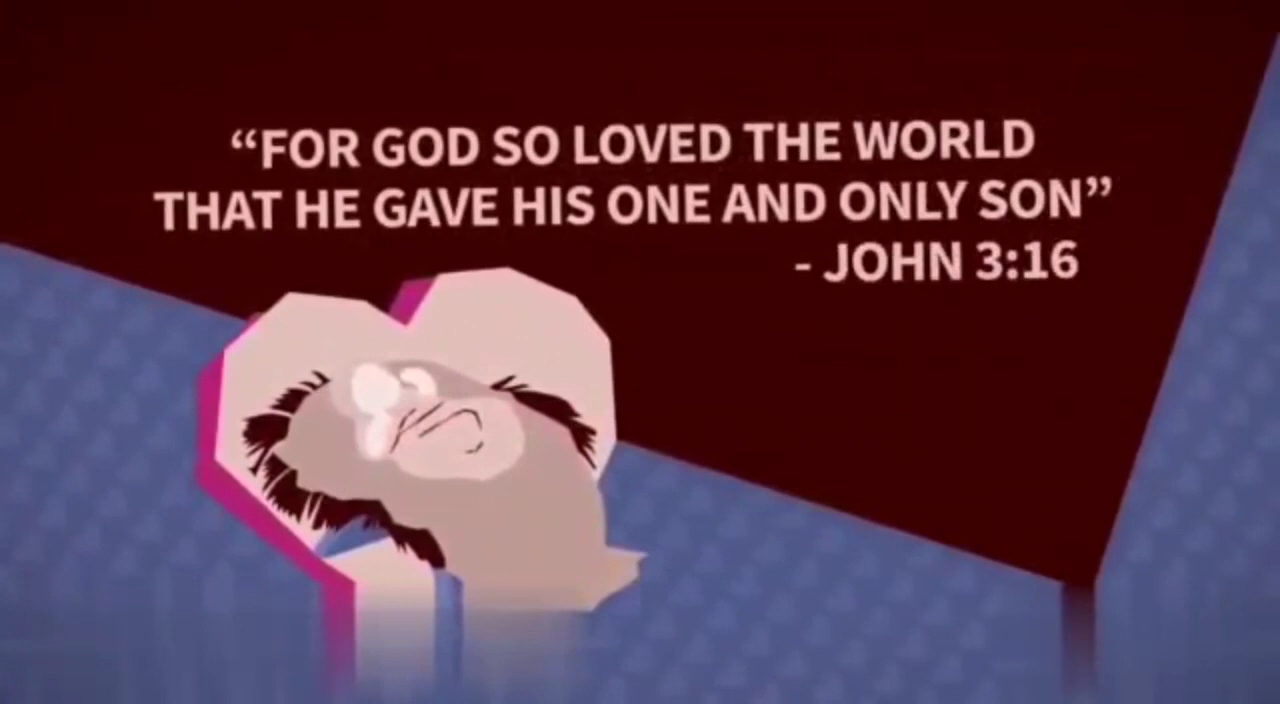 “FOR GOD SO LOVED THE WORLD
THAT HE GAVE HIS ONE AND ONLY SON”
- JOHN 3:16